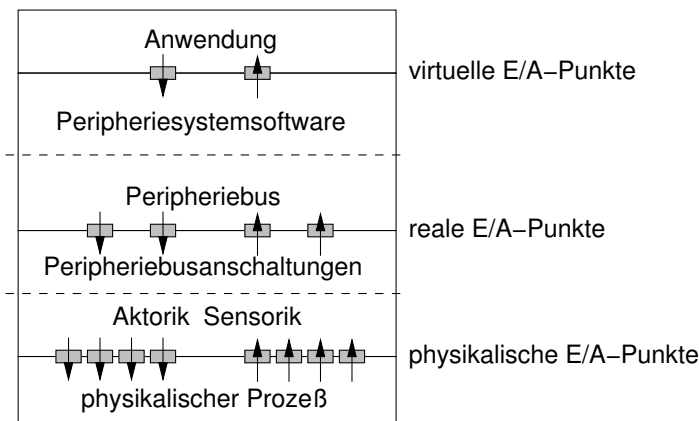 Anwendung
virtuelle E/A−Punkte
Peripheriesystemsoftware
Peripheriebus
reale E/A−Punkte
Peripheriebusanschaltungen
Aktorik Sensorik
physikalische E/A−Punkte
physikalischer Prozeß